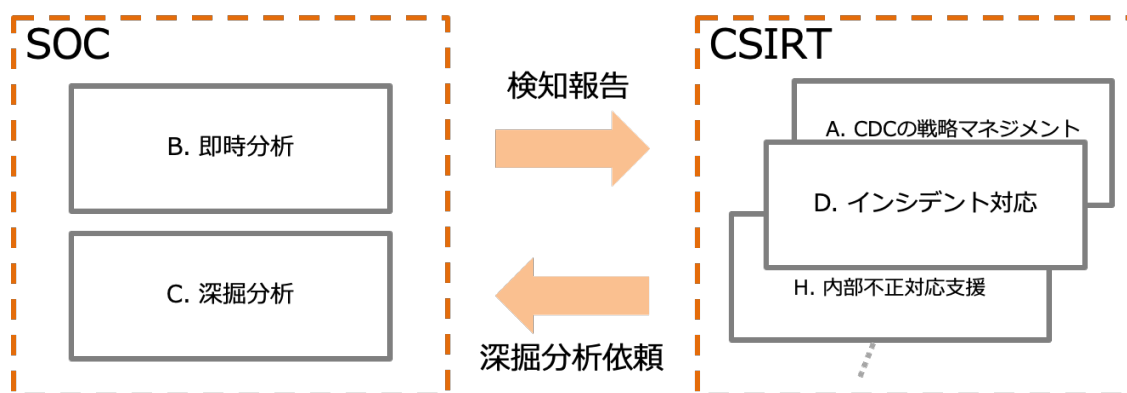 SOC
B. 即時分析
C. 深掘分析
検知報告
深掘分析依頼
CSIRT
A. CDCの戦略マネジメント
D. インシデント対応
H. 内部不正対応支援